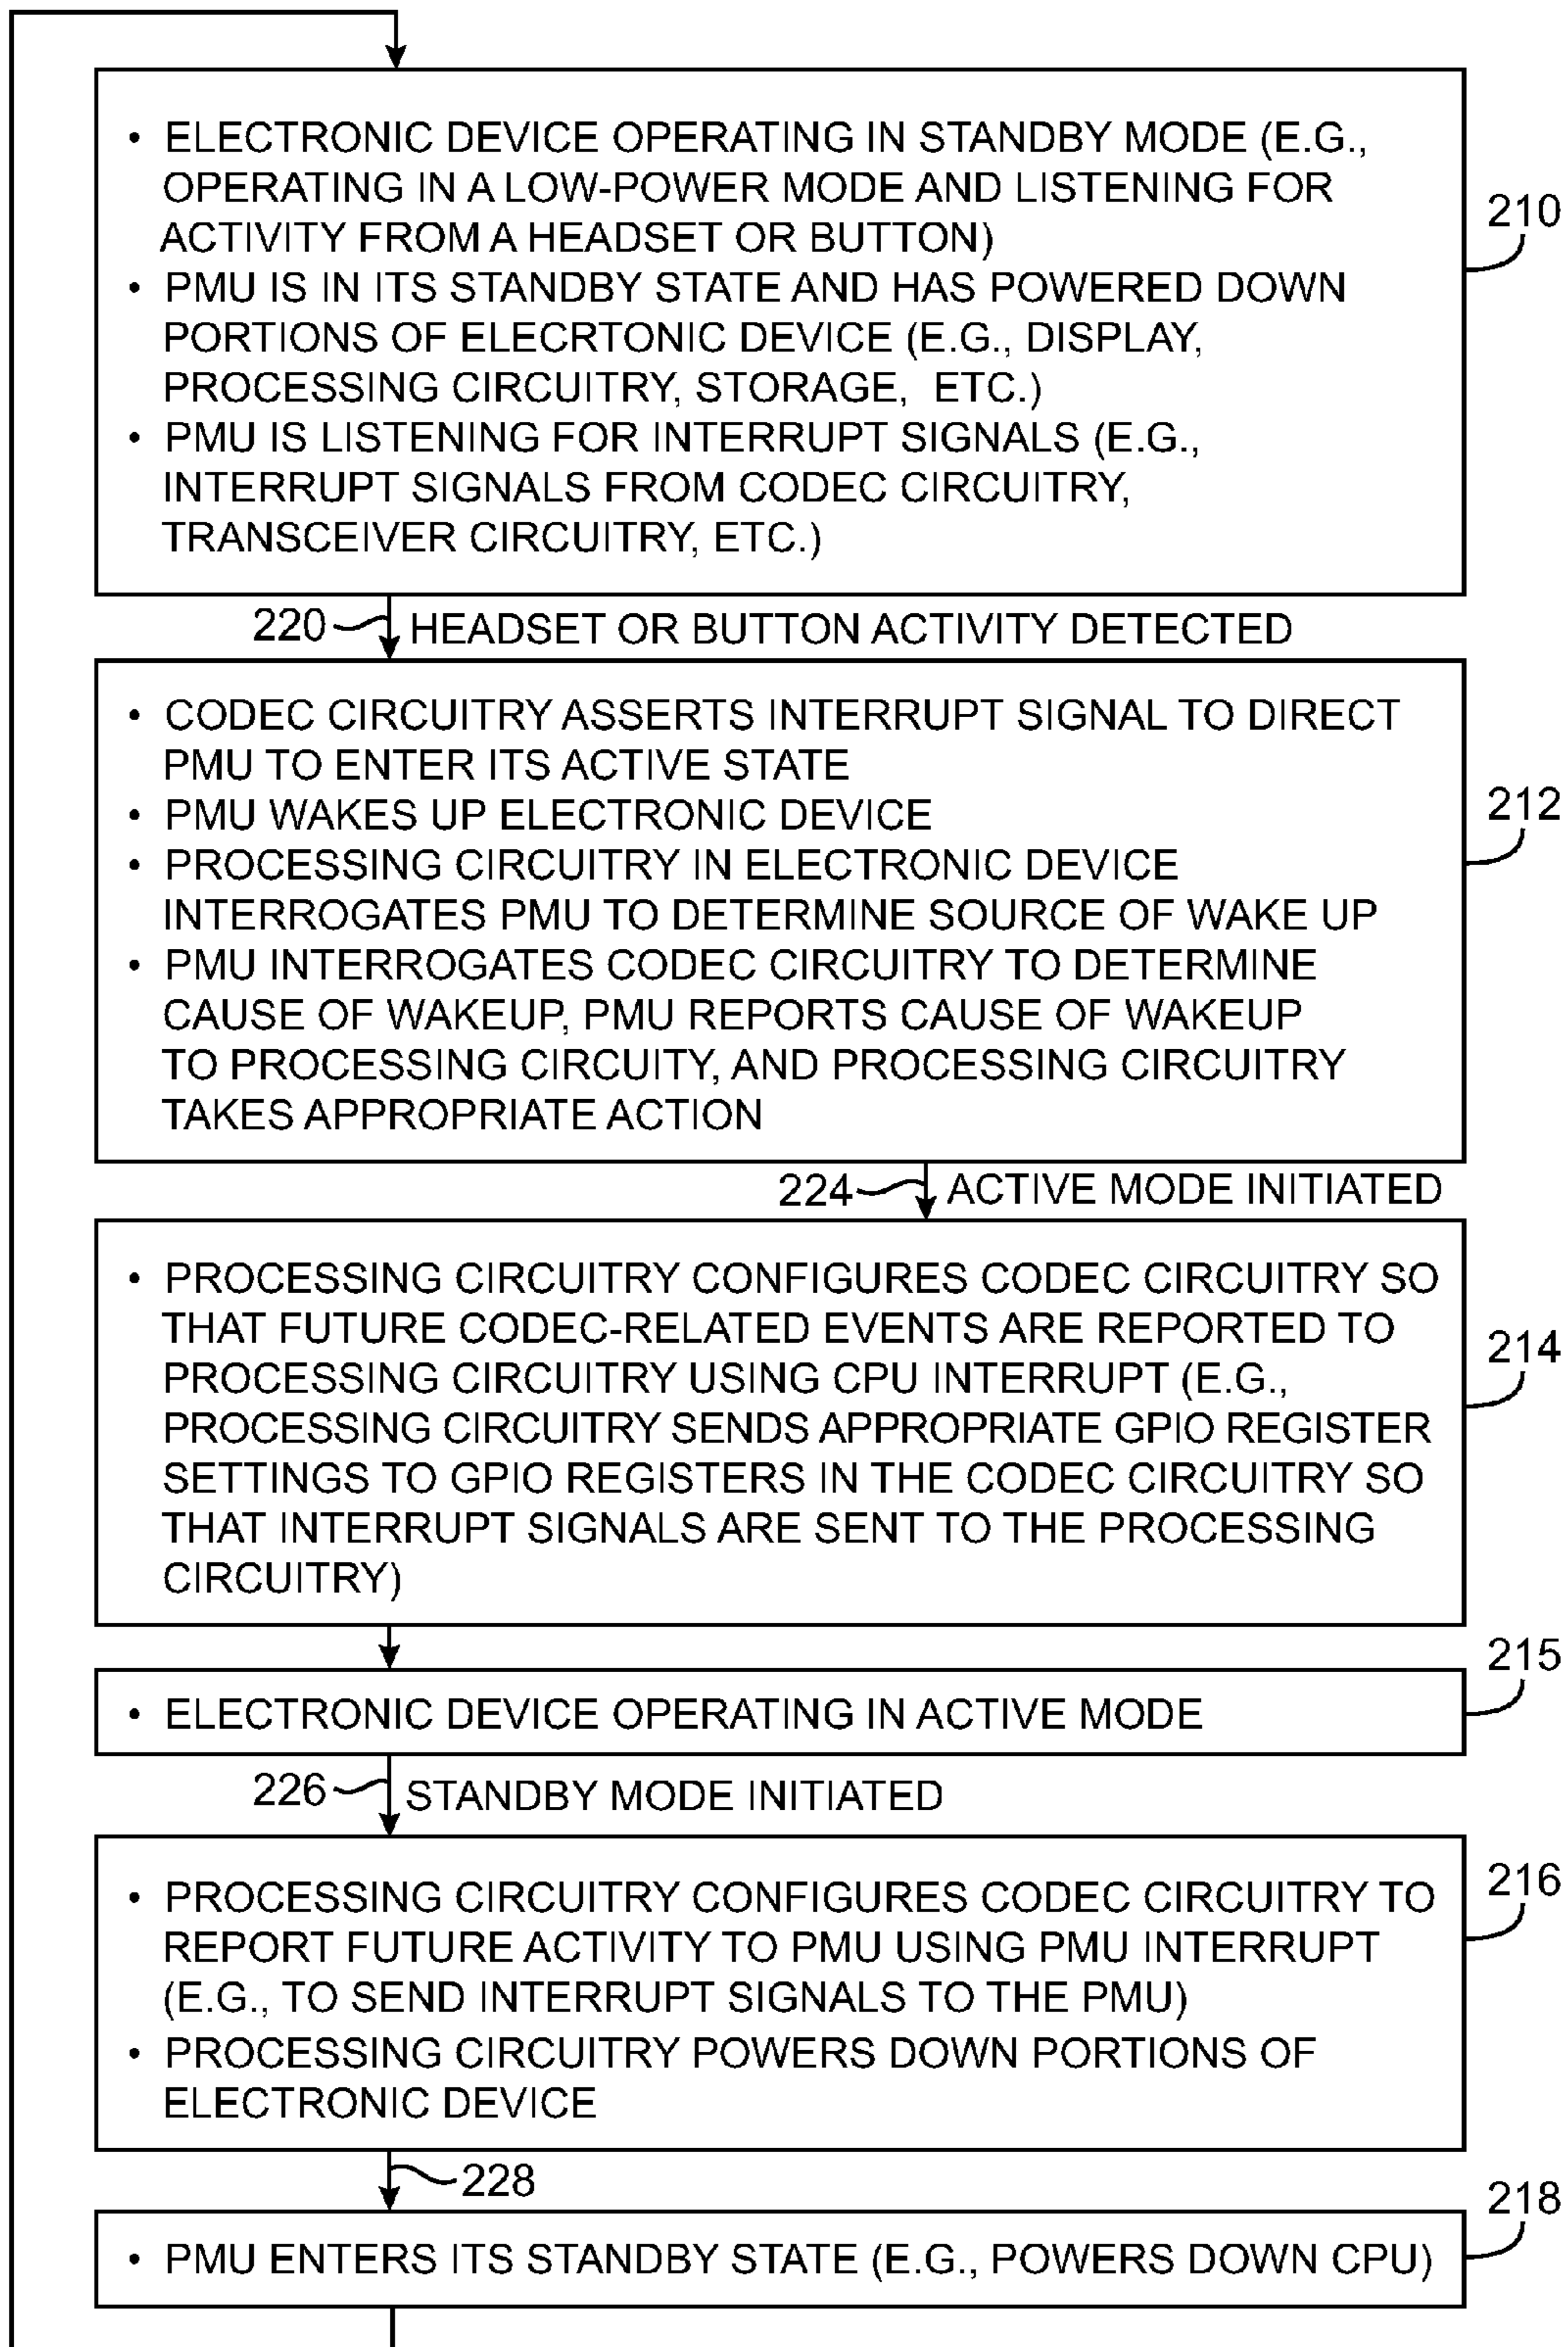 • ELECTRONIC DEVICE OPERATING IN STANDBY MODE (E.G.,
OPERATING IN A LOW-POWER MODE AND LISTENING FOR
ACTIVITY FROM A HEADSET OR BUTTON)
• PMU IS IN ITS STANDBY STATE AND HAS POWERED DOWN
PORTIONS OF ELECRTONIC DEVICE (E.G., DISPLAY,
PROCESSING CIRCUITRY, STORAGE, ETC.)
• PMU IS LISTENING FOR INTERRUPT SIGNALS (E.G.,
INTERRUPT SIGNALS FROM CODEC CIRCUITRY,
TRANSCEIVER CIRCUITRY, ETC.)
210
220
HEADSET OR BUTTON ACTIVITY DETECTED
• CODEC CIRCUITRY ASSERTS INTERRUPT SIGNAL TO DIRECT
PMU TO ENTER ITS ACTIVE STATE
• PMU WAKES UP ELECTRONIC DEVICE
• PROCESSING CIRCUITRY IN ELECTRONIC DEVICE
INTERROGATES PMU TO DETERMINE SOURCE OF WAKE UP
• PMU INTERROGATES CODEC CIRCUITRY TO DETERMINE
CAUSE OF WAKEUP, PMU REPORTS CAUSE OF WAKEUP
TO PROCESSING CIRCUITY, AND PROCESSING CIRCUITRY
TAKES APPROPRIATE ACTION
212
224
ACTIVE MODE INITIATED
• PROCESSING CIRCUITRY CONFIGURES CODEC CIRCUITRY SO
THAT FUTURE CODEC-RELATED EVENTS ARE REPORTED TO
PROCESSING CIRCUITRY USING CPU INTERRUPT (E.G.,
PROCESSING CIRCUITRY SENDS APPROPRIATE GPIO REGISTER
SETTINGS TO GPIO REGISTERS IN THE CODEC CIRCUITRY SO
THAT INTERRUPT SIGNALS ARE SENT TO THE PROCESSING
CIRCUITRY)
214
• ELECTRONIC DEVICE OPERATING IN ACTIVE MODE
215
226
STANDBY MODE INITIATED
• PROCESSING CIRCUITRY CONFIGURES CODEC CIRCUITRY TO
REPORT FUTURE ACTIVITY TO PMU USING PMU INTERRUPT
(E.G., TO SEND INTERRUPT SIGNALS TO THE PMU)
• PROCESSING CIRCUITRY POWERS DOWN PORTIONS OF
ELECTRONIC DEVICE
216
228
• PMU ENTERS ITS STANDBY STATE (E.G., POWERS DOWN CPU)
218